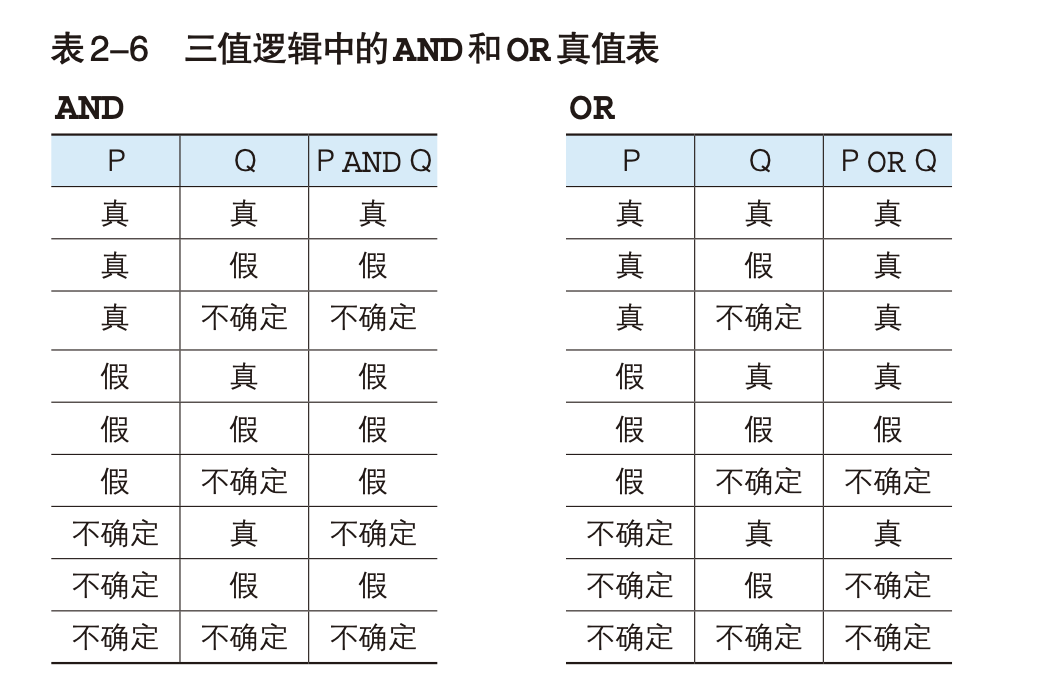 表2–6 三值逻辑中的AND和OR真值表
AND
P Q P AND Q
真 真 真
真 假 假
真 不确定 不确定
假 真 假
假 假 假
假 不确定 假
不确定 真 不确定
不确定 假 假
不确定 不确定 不确定
OR
P Q P OR Q
真 真 真
真 假 真
真 不确定 真
假 真 真
假 假 假
假 不确定 不确定
不确定 真 真
不确定 假 不确定
不确定 不确定 不确定